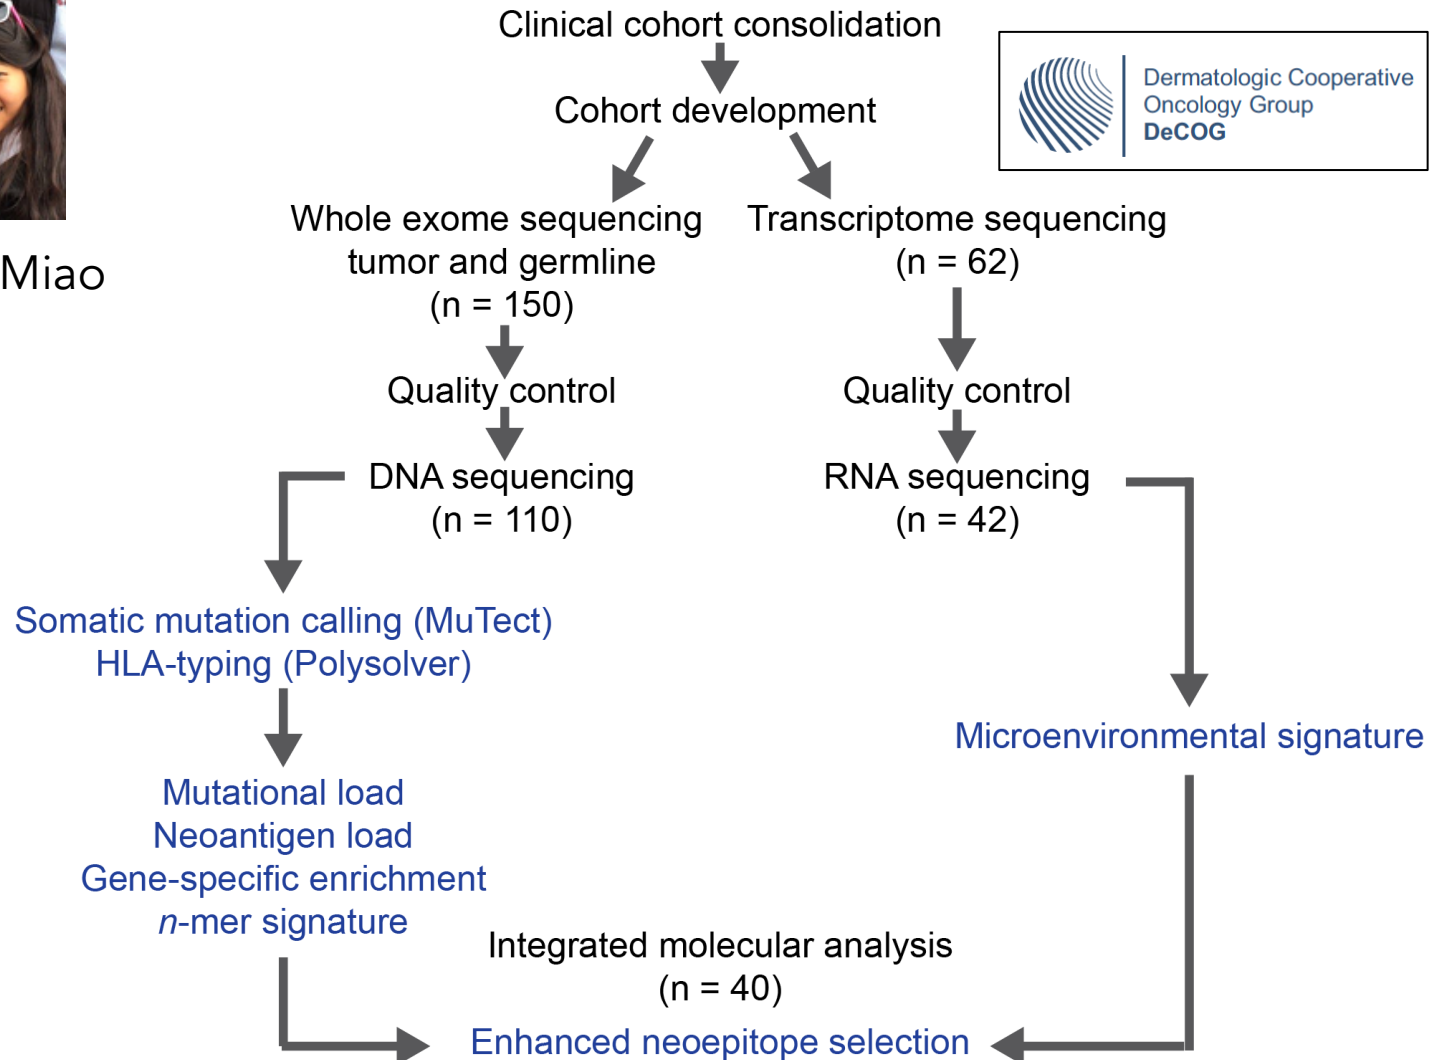 Clinical cohort consolidation
Cohort development
Dermatologic Cooperative
Oncology Group
DeCOG
Miao
Whole exome sequencing
tumor and germline
(n = 150)
Transcriptome sequencing
(n = 62)
Quality control
Quality control
DNA sequencing
(n = 110)
RNA sequencing
(n = 42)
Somatic mutation calling (MuTect)
HLA-typing (Polysolver)
Microenvironmental signature
Mutational load
Neoantigen load
Gene-specific enrichment
n-mer signature
Integrated molecular analysis
(n = 40)
Enhanced neoepitope selection